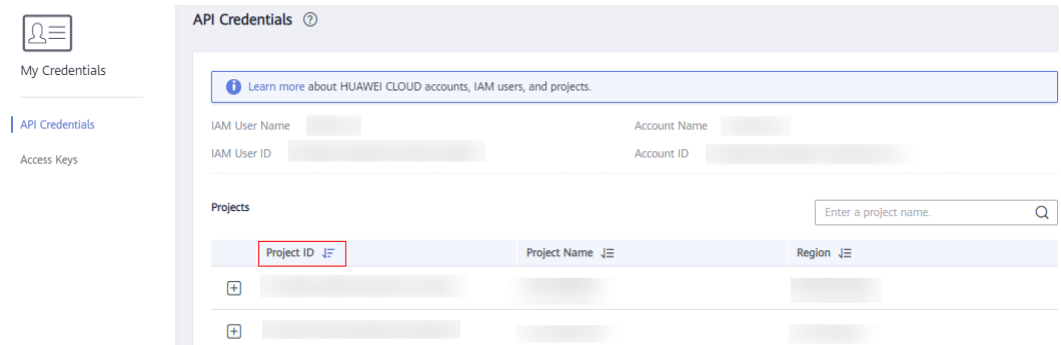 API Credentials
My Credentials
API Credentials
Access Keys
Learn more about HUAWEI CLOUD accounts, IAM users, and projects.
IAM User Name
Account Name
IAM User ID
Account ID
Projects
Enter a project name.
Project ID
Project Name
Region